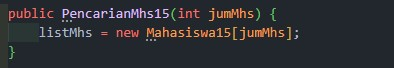 public PencarianMhs15(int jumMhs) {
    listMhs = new Mahasiswa15[jumMhs];
}